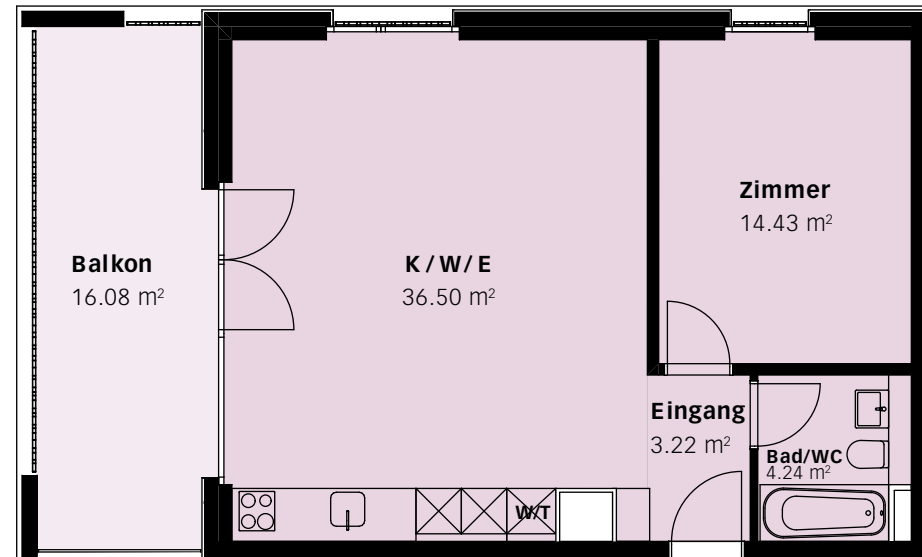 Zimmer
14.43 m²
Balkon
16.08 m²
K / W / E
36.50 m²
Eingang
3.22 m²
Bad/WC
4.24 m²
W/T